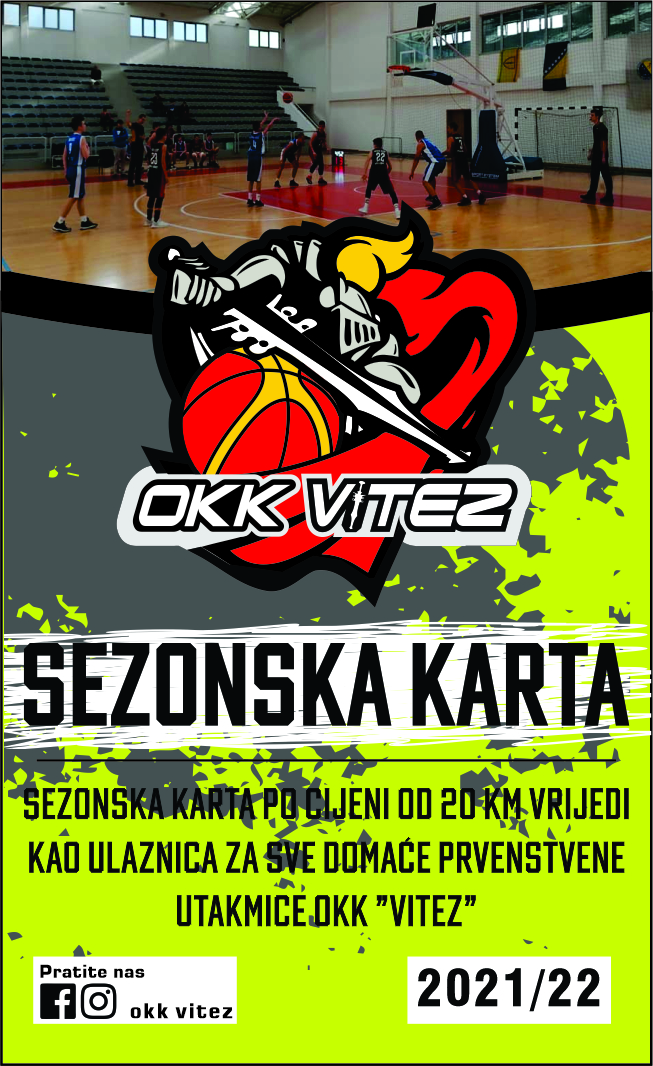 OKK VITEZ
SEZONSKA KARTA
SEZONSKA KARTA PO CIJENI OD 20 KM VRIJEDI
KAO ULAZNICA ZA SVE DOMAĆE PRVENSTVENE
UTAKMICE OKK ”VITEZ”
Pratite nas
okk vitez
2021/22